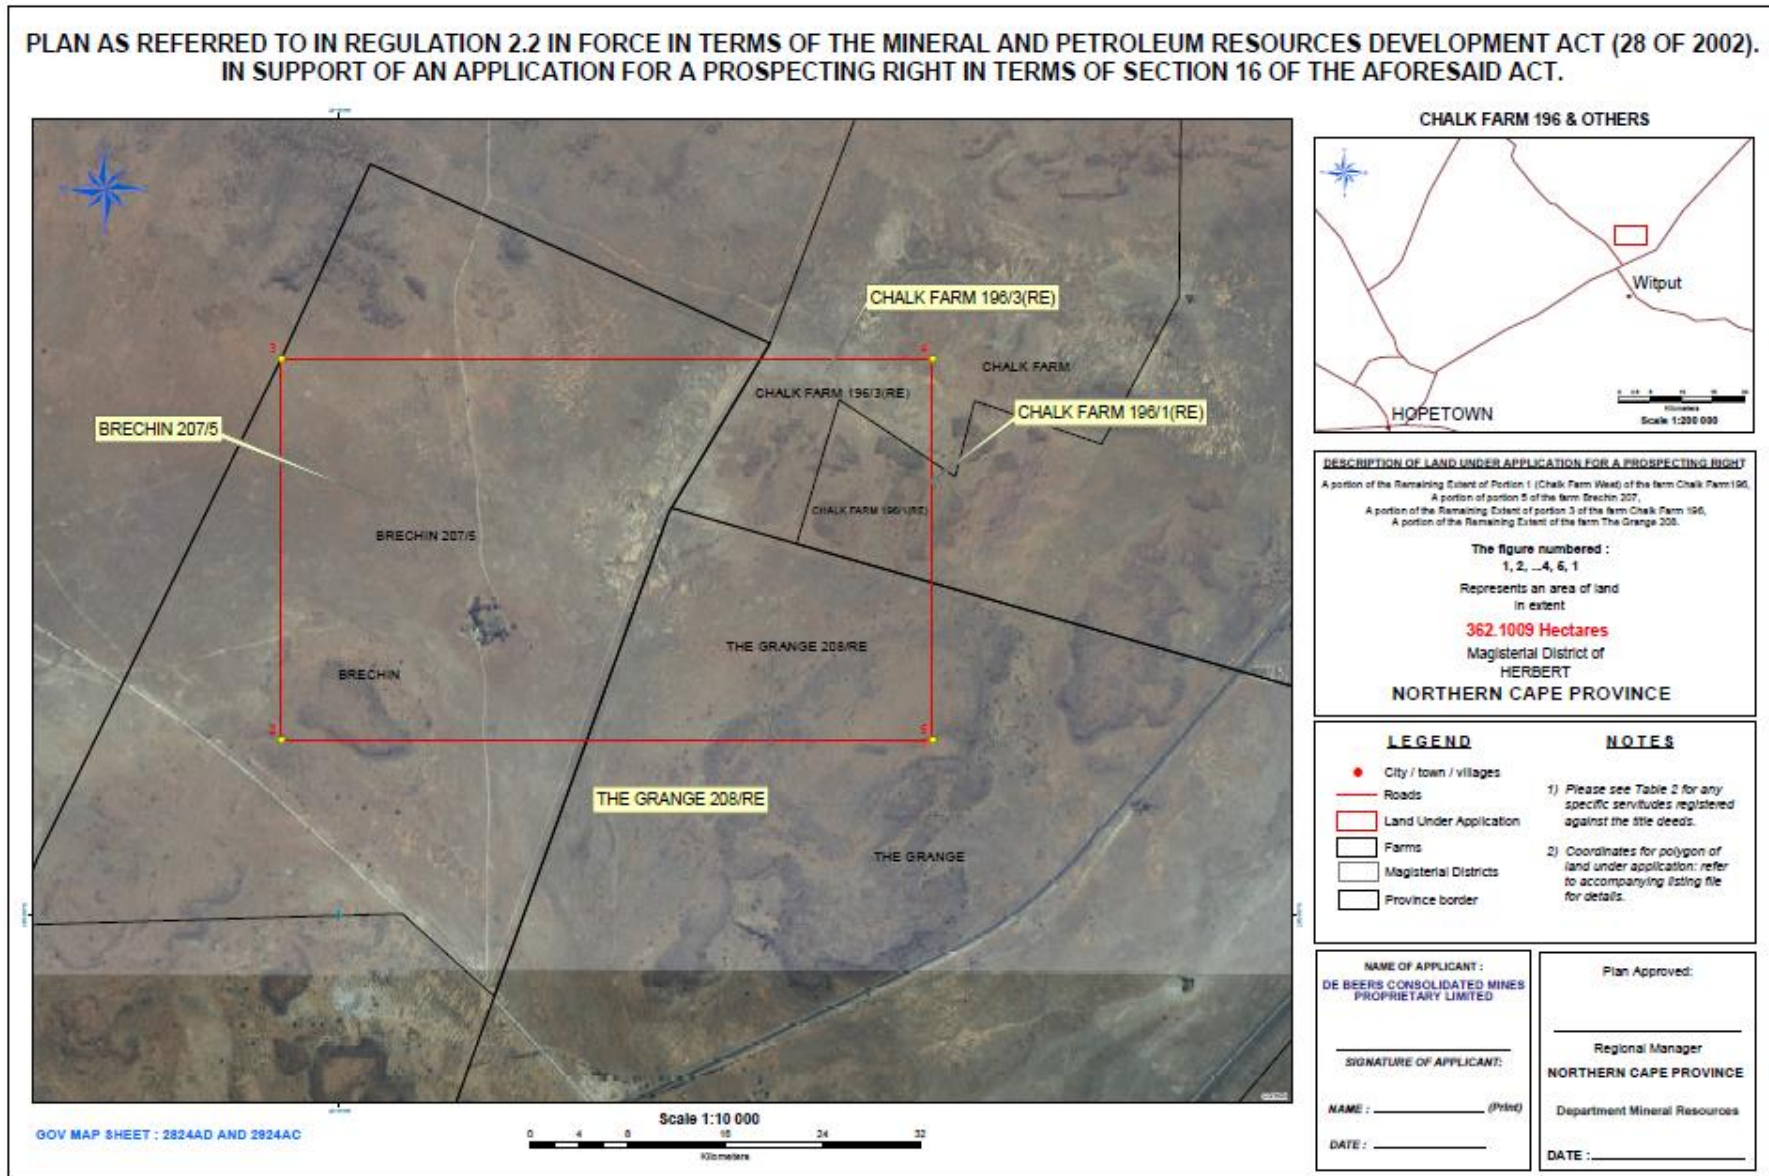 PLAN AS REFERRED TO IN REGULATION 2.2 IN FORCE IN TERMS OF THE MINERAL AND PETROLEUM RESOURCES DEVELOPMENT ACT (28 OF 2002).
IN SUPPORT OF AN APPLICATION FOR A PROSPECTING RIGHT IN TERMS OF SECTION 16 OF THE AFORESAID ACT.
CHALK FARM 196/3(RE)
3
4
CHALK FARM
CHALK FARM 196/3(RE)
CHALK FARM 196/1(RE)
BRECHIN 207/5
CHALK FARM 196/1(RE)
BRECHIN 207/5
THE GRANGE 208/RE
BRECHIN
5
THE GRANGE 208/RE
THE GRANGE
GOV MAP SHEET : 2824AD AND 2924AC
Scale 1:10 000
0 4 8 16 24 32
Kilometers
CHALK FARM 196 & OTHERS
Witput
HOPETOWN
Kilometers
Scale 1:200 000
DESCRIPTION OF LAND UNDER APPLICATION FOR A PROSPECTING RIGHT
A portion of the Remaining Extent of Portion 1 (Chalk Farm West) of the farm Chalk Farm196,
A portion of portion 5 of the farm Brechin 207,
A portion of the Remaining Extent of portion 3 of the farm Chalk Farm 196,
A portion of the Remaining Extent of the farm The Grange 208.
The figure numbered :
1, 2, ...4, 5, 1
Represents an area of land
in extent
362.1009 Hectares
Magisterial District of
HERBERT
NORTHERN CAPE PROVINCE
LEGEND
City / town / villages
Roads
Land Under Application
Farms
Magisterial Districts
Province border
NOTES
1) Please see Table 2 for any
specific servitudes registered
against the title deeds.
2) Coordinates for polygon of
land under application: refer
to accompanying listing file
for details.
NAME OF APPLICANT :
DE BEERS CONSOLIDATED MINES
PROPRIETARY LIMITED
SIGNATURE OF APPLICANT:
NAME : (Print)
DATE :
Plan Approved:
Regional Manager
NORTHERN CAPE PROVINCE
Department Mineral Resources
DATE :